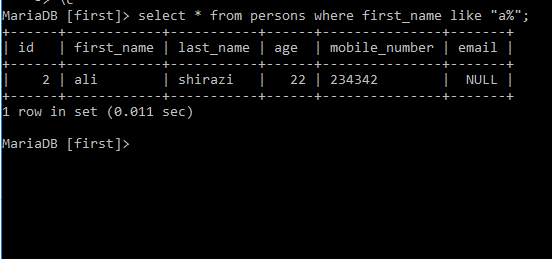 -> \c
MariaDB [first]> select * from persons where first_name like "a%";
+------+------------+-----------+------+---------------+-------+
| id   | first_name | last_name | age  | mobile_number | email |
+------+------------+-----------+------+---------------+-------+
|    2 | ali        | shirazi   |   22 | 234342        |  NULL |
+------+------------+-----------+------+---------------+-------+
1 row in set (0.011 sec)
MariaDB [first]>